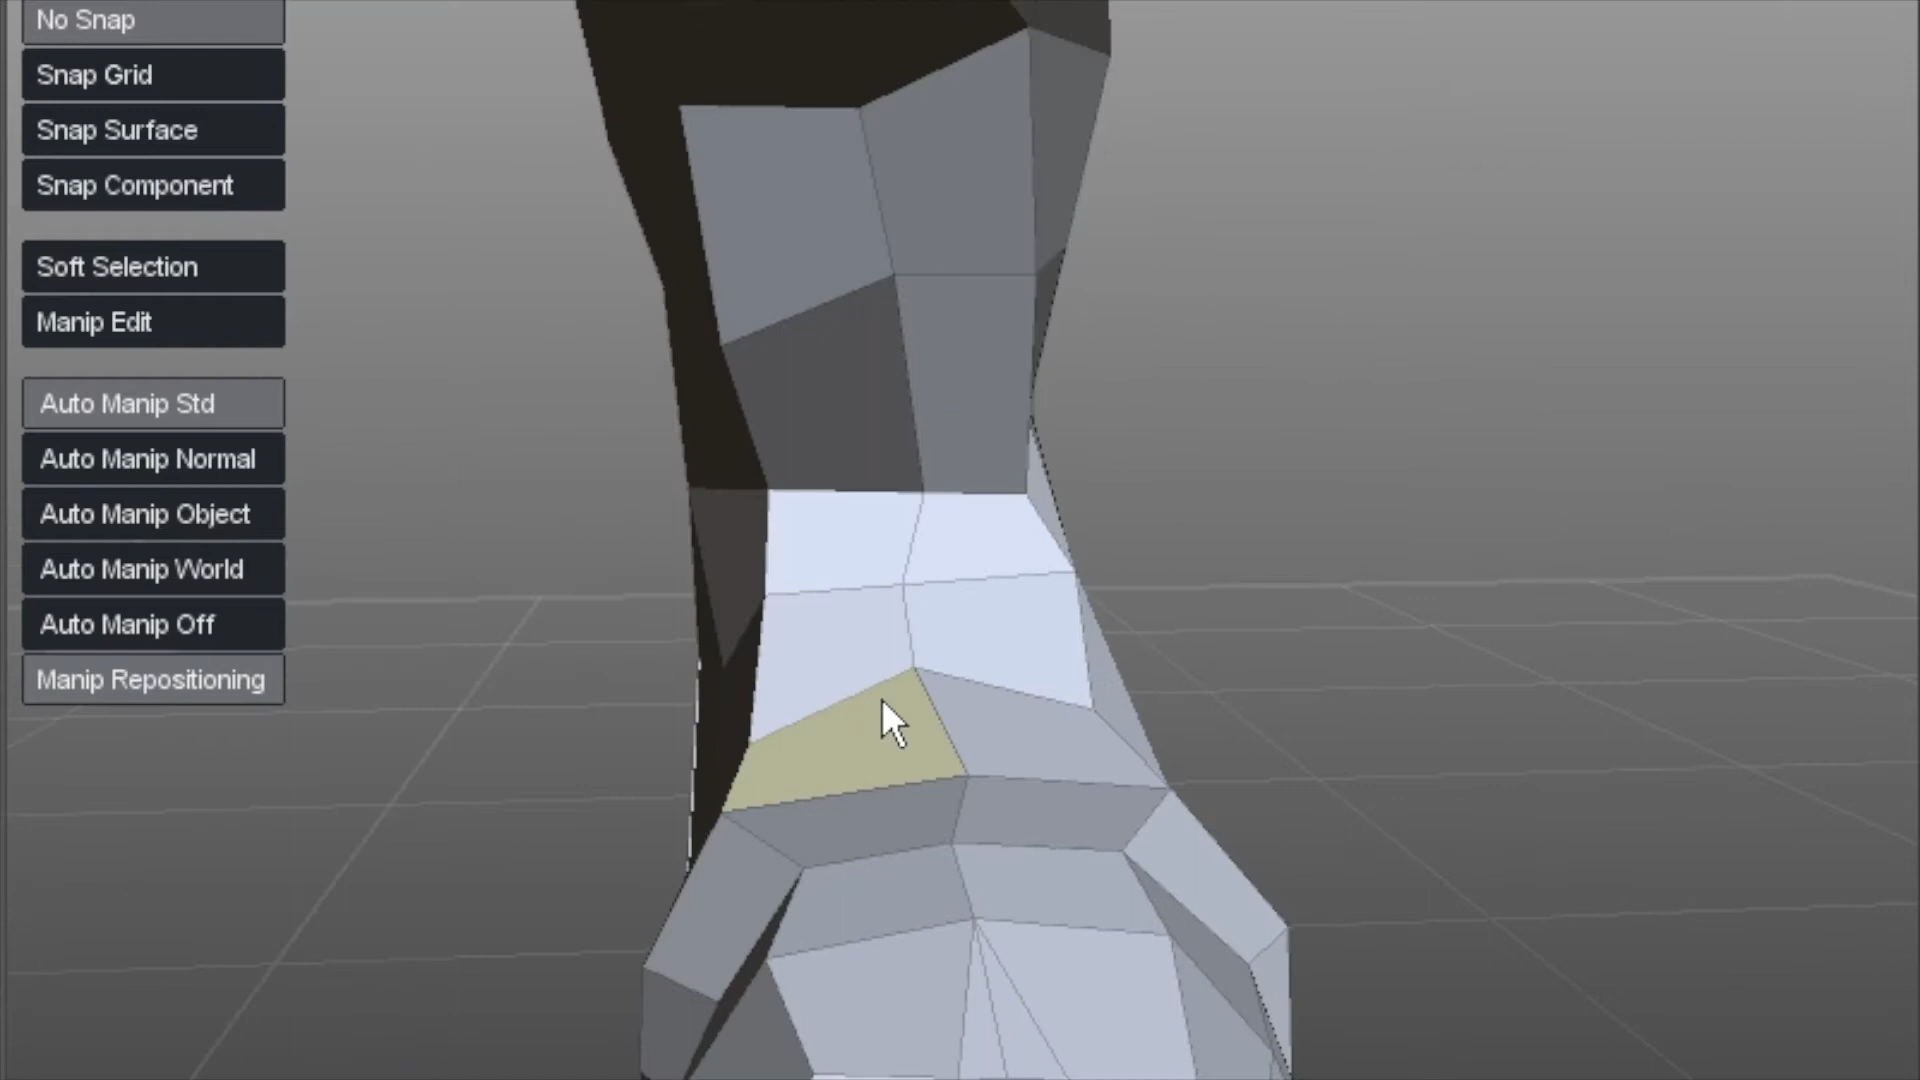 No Snap
Snap Grid
Snap Surface
Snap Component
Soft Selection
Manip Edit
Auto Manip Std
Auto Manip Normal
Auto Manip Object
Auto Manip World
Auto Manip Off
Manip Repositioning